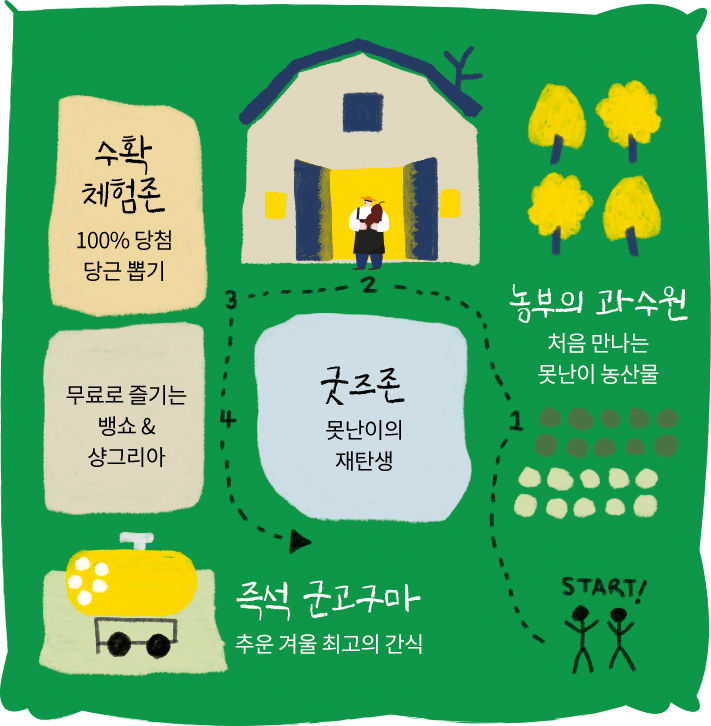 수확
체험존
100% 당첨
당근 뽑기
3
2
농부의 과수원
처음 만나는
못난이 농산물
무료로 즐기는
뱅쇼 &
샹그리아
4
굿즈존
못난이의
재탄생
1
즉석 군고구마
추운 겨울 최고의 간식
START!